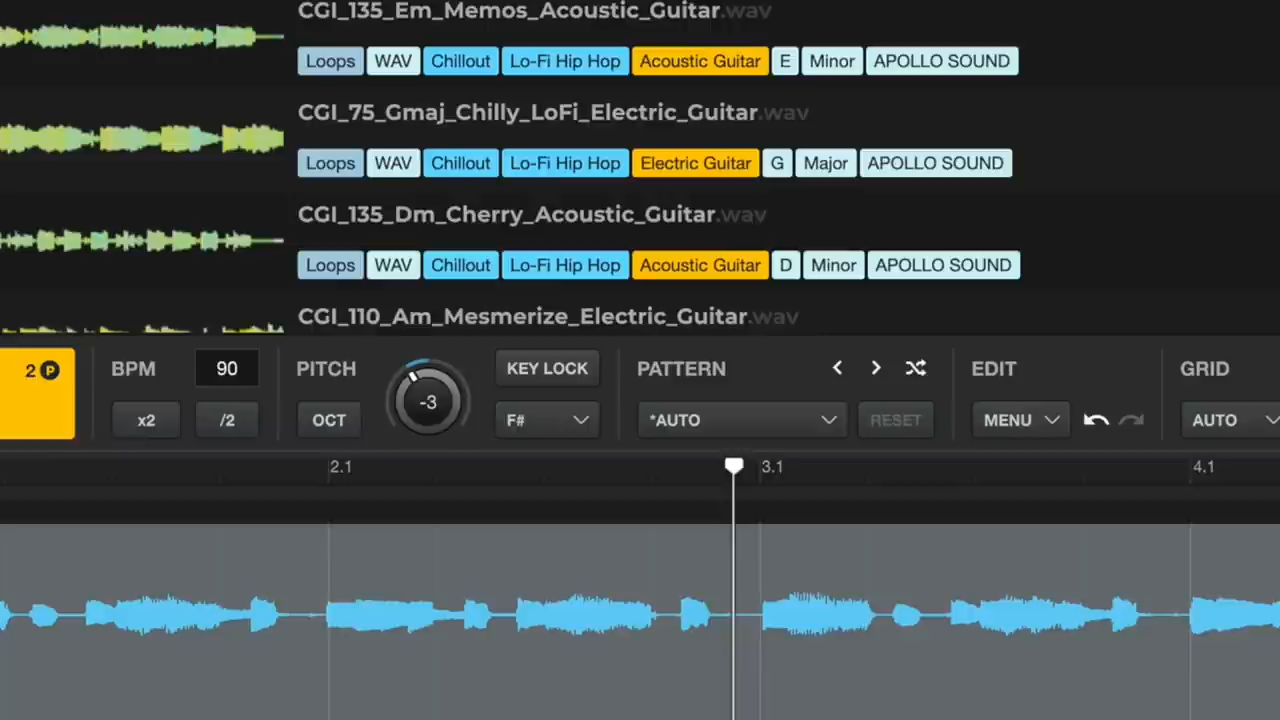 CGI_135_Em_Memos_Acoustic_Guitar.wav
Loops WAV Chillout Lo-Fi Hip Hop Acoustic Guitar E Minor APOLLO SOUND
CGI_75_Gmaj_Chilly_LoFi_Electric_Guitar.wav
Loops WAV Chillout Lo-Fi Hip Hop Electric Guitar G Major APOLLO SOUND
CGI_135_Dm_Cherry_Acoustic_Guitar.wav
Loops WAV Chillout Lo-Fi Hip Hop Acoustic Guitar D Minor APOLLO SOUND
CGI_110_Am_Mesmerize_Electric_Guitar.wav
2 P BPM 90 PITCH -3 KEY LOCK PATTERN EDIT GRID
x2 /2 OCT F# *AUTO RESET MENU AUTO
2.1 3.1 4.1